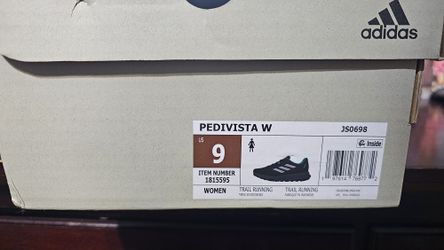 adidas
PEDIVISTA W
JS0698
US
9
Inside
ITEM NUMBER
1815595
WOMEN
TRAIL RUNNING
TRAIL RUNNING